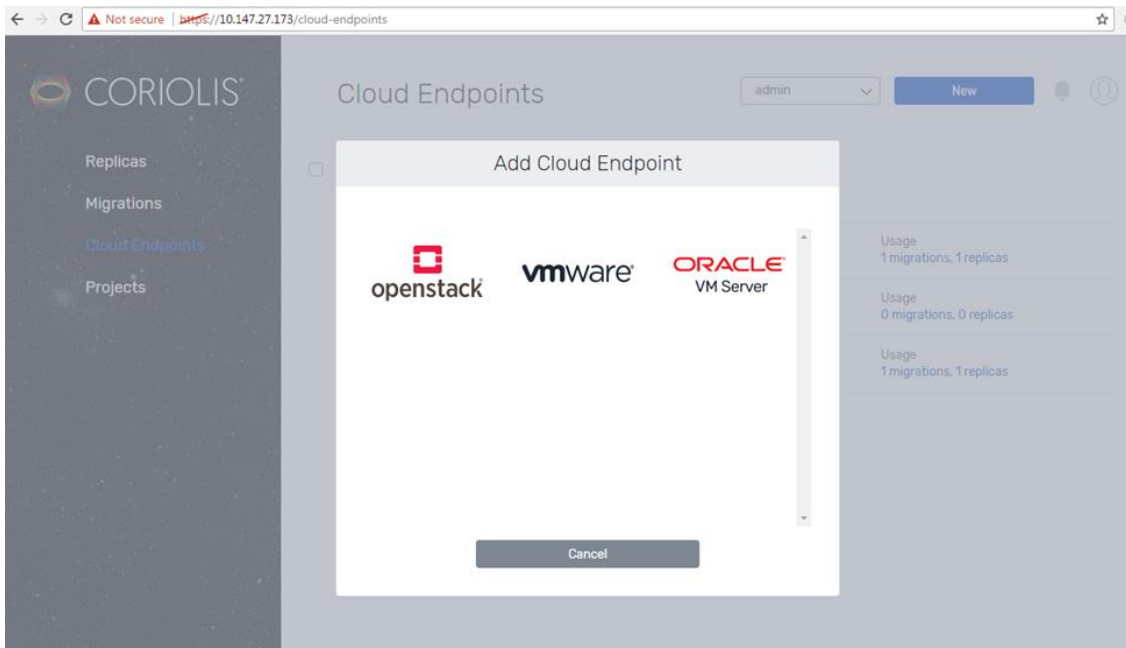 Not secure | https://10.147.27.173/cloud-endpoints
CORIOLIS®
Replicas
Migrations
Cloud Endpoints
Projects
Cloud Endpoints
admin
New
Add Cloud Endpoint
openstack
vmware
ORACLE
VM Server
Cancel
Usage
1 migrations, 1 replicas
Usage
0 migrations, 0 replicas
Usage
1 migrations, 1 replicas